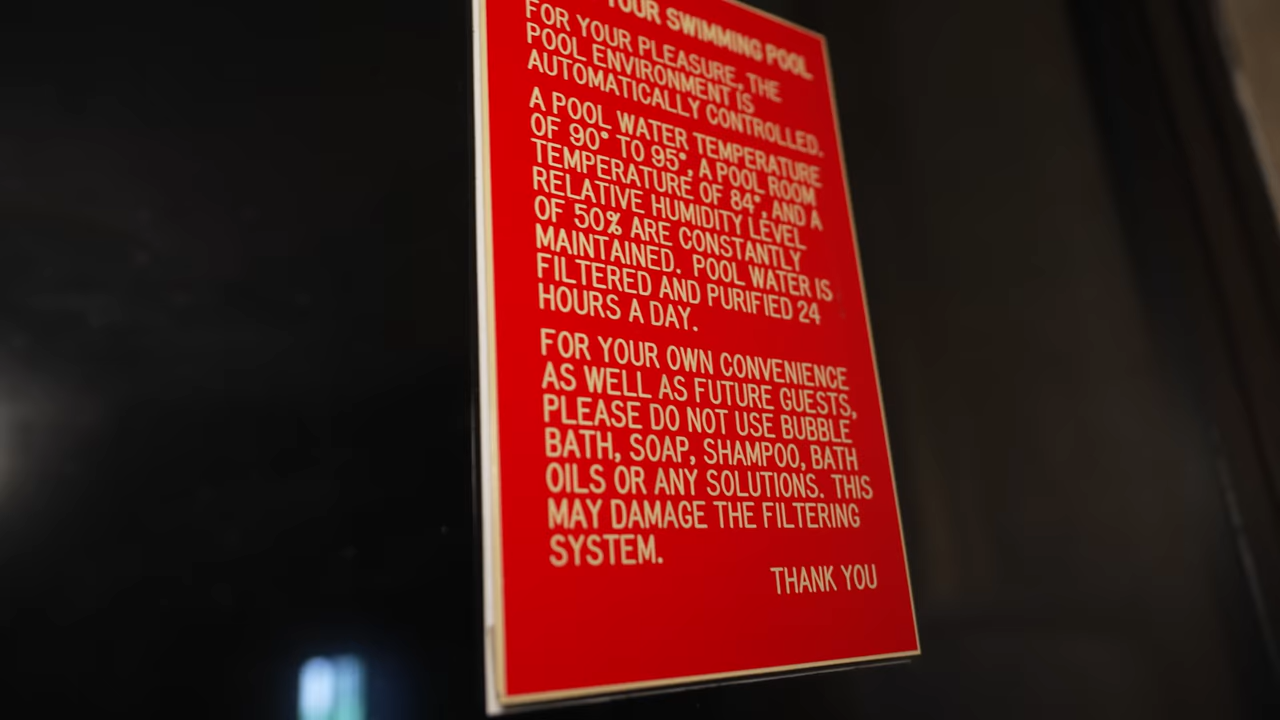 YOUR SWIMMING POOL
FOR YOUR PLEASURE, THE
POOL ENVIRONMENT IS
AUTOMATICALLY CONTROLLED.
A POOL WATER TEMPERATURE
OF 90° TO 95°, A POOL ROOM
TEMPERATURE OF 84°, AND A
RELATIVE HUMIDITY LEVEL
OF 50% ARE CONSTANTLY
MAINTAINED. POOL WATER IS
FILTERED AND PURIFIED 24
HOURS A DAY.
FOR YOUR OWN CONVENIENCE
AS WELL AS FUTURE GUESTS,
PLEASE DO NOT USE BUBBLE
BATH, SOAP, SHAMPOO, BATH
OILS OR ANY SOLUTIONS. THIS
MAY DAMAGE THE FILTERING
SYSTEM.
THANK YOU